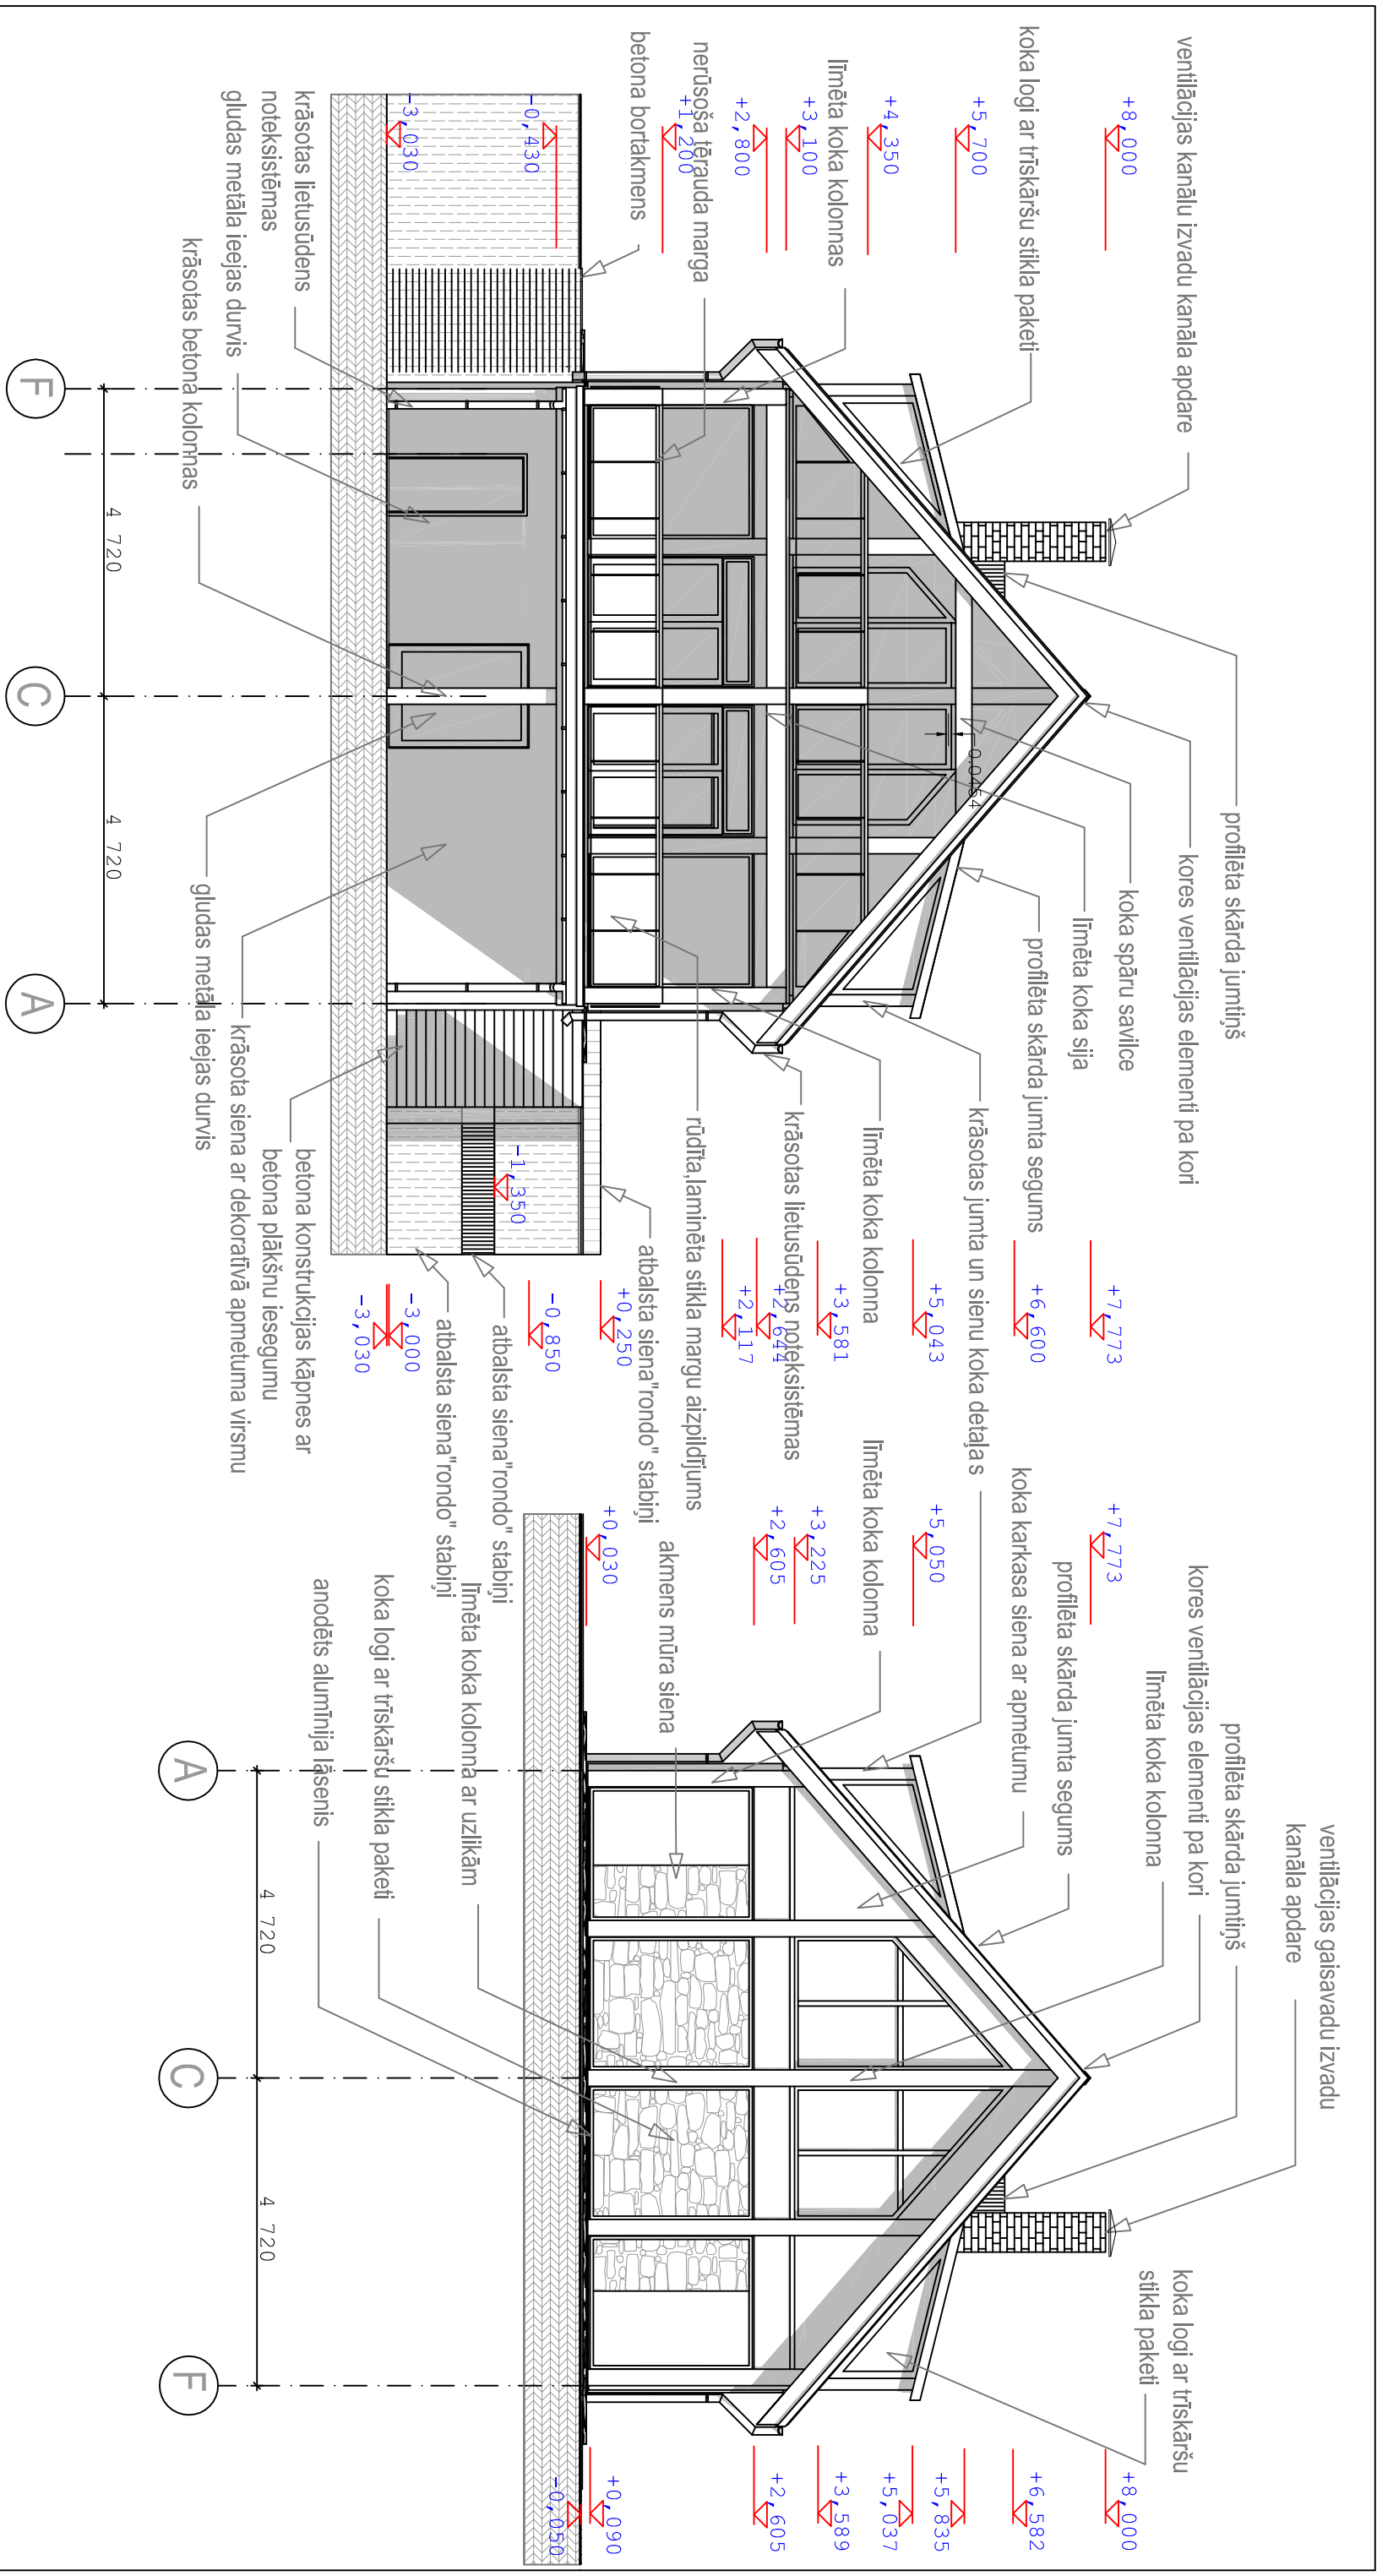 ventilācijas kanālu izvadu kanāla apdare
koka logi ar trīskāršu stikla paketi
līmēta koka kolonnas
nerūsoša tērauda marga
betona bortakmens
+8,000
+5,700
+4,350
+3,100
+2,800
+1,200
-0,430
-3,030
krāsotas lietusūdens
noteksistēmas
gludas metāla ieejas durvis
krāsotas betona kolonnas
F
C
A
4 720
4 720
0.0454
profilēta skārda jumtiņš
kores ventilācijas elementi pa kori
koka spāru savilce
līmēta koka sija
profilēta skārda jumta segums
krāsotas jumta un sienu koka detaļas
līmēta koka kolonna
krāsotas lietusūdens noteksistēmas
rūdīta,laminēta stikla margu aizpildījums
atbalsta siena"rondo" stabiņi
-1,350
atbalsta siena"rondo" stabiņi
atbalsta siena"rondo" stabiņi
betona konstrukcijas kāpnes ar
betona plākšņu iesegumu
krāsota siena ar dekoratīvā apmetuma virsmu
gludas metāla ieejas durvis
+7,773
+6,600
+5,043
+3,581
+2,644
+2,117
+0,250
-0,850
-3,000
-3,030
+7,773
+5,050
+3,225
+2,605
+0,030
ventilācijas gaisavadu izvadu
kanāla apdare
profilēta skārda jumtiņš
kores ventilācijas elementi pa kori
līmēta koka kolonna
profilēta skārda jumta segums
koka karkasa siena ar apmetumu
līmēta koka kolonna
akmens mūra siena
līmēta koka kolonna ar uzlikām
koka logi ar trīskāršu stikla paketi
anodēts alumīnija lāsenis
koka logi ar trīskāršu
stikla paketi
A
C
F
4 720
4 720
+8,000
+6,582
+5,835
+5,037
+3,589
+2,605
+0,090
-0,050